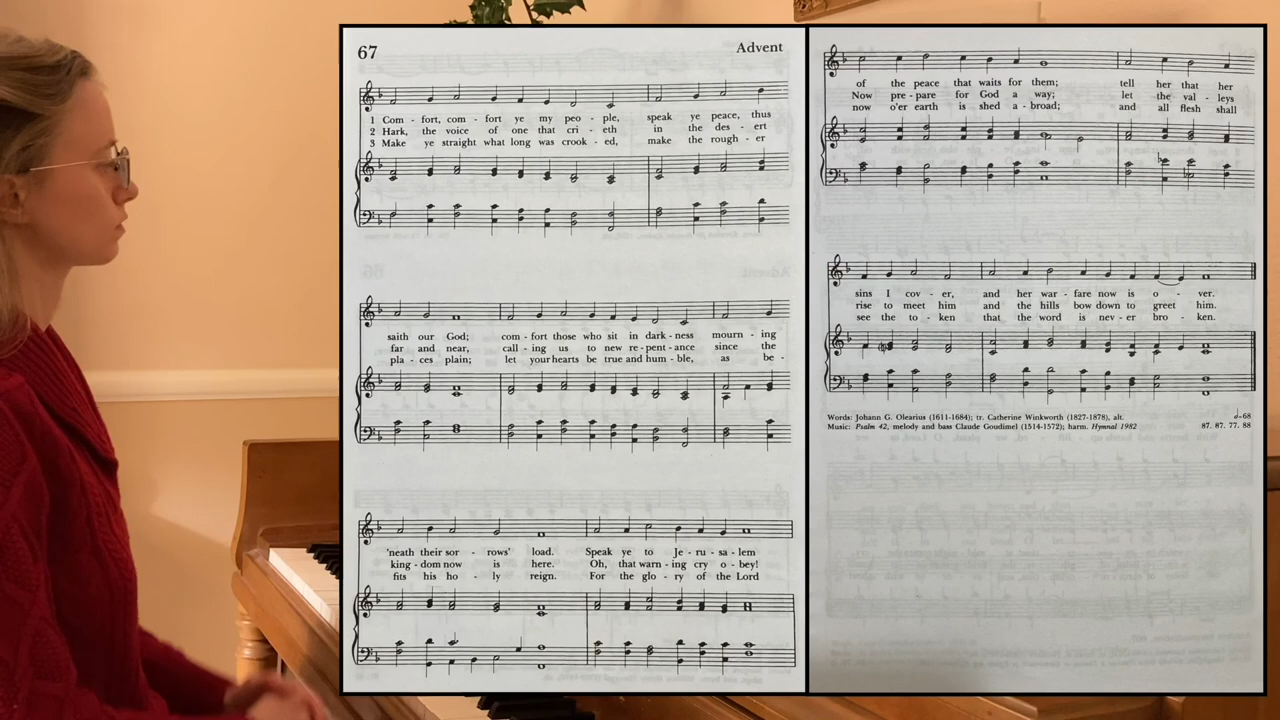 67
Advent
1 Com - fort, com - fort ye my peo - ple, speak ye peace, thus
2 Hark, the voice of one that cri - eth in the des - ert
3 Make ye straight what long was crook - ed, make the rough - er
saith our God; com - fort those who sit in dark - ness mourn - ing
far and near, call - ing us to new re - pent - ance since the
pla - ces plain; let your hearts be true and hum - ble, as be -
'neath their sor - rows' load. Speak ye to Je - ru - sa - lem
king - dom now is here. Oh, that warn - ing cry o - bey!
fits his ho - ly reign. For the glo - ry of the Lord
of the peace that waits for them; tell her that her
Now pre - pare for God a way; let the val - leys
now o'er earth is shed a - broad; and all flesh shall
sins I cov - er, and her war - fare now is o - ver.
rise to meet him and the hills bow down to greet him.
see the to - ken that the word is nev - er bro - ken.
Words: Johann G. Olearius (1611-1684); tr. Catherine Winkworth (1827-1878), alt.
Music: Psalm 42, melody and bass Claude Goudimel (1514-1572); harm. Hymnal 1982
=68
87. 87. 77. 88